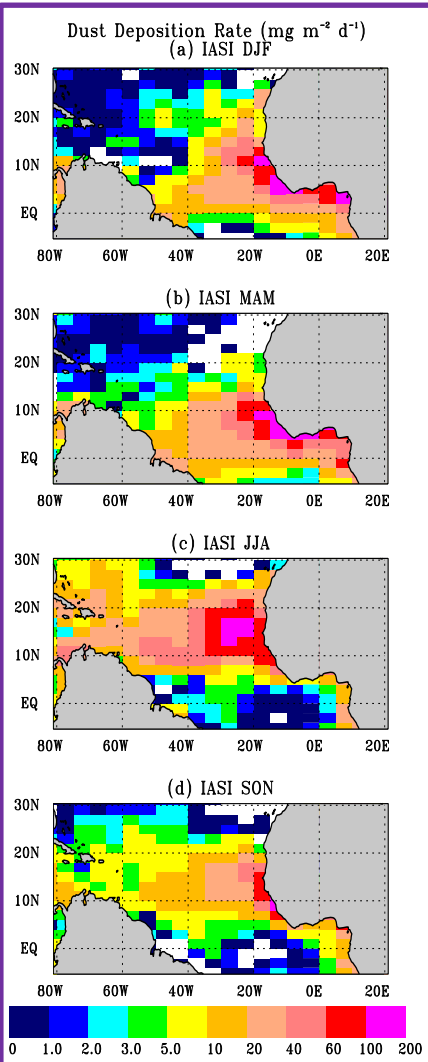 Dust Deposition Rate (mg m⁻² d⁻¹)
(a) IASI DJF
30N
20N
10N
EQ
80W 60W 40W 20W 0E 20E
(b) IASI MAM
30N
20N
10N
EQ
80W 60W 40W 20W 0E 20E
(c) IASI JJA
30N
20N
10N
EQ
80W 60W 40W 20W 0E 20E
(d) IASI SON
30N
20N
10N
EQ
80W 60W 40W 20W 0E 20E
0 1.0 2.0 3.0 5.0 10 20 40 60 100 200